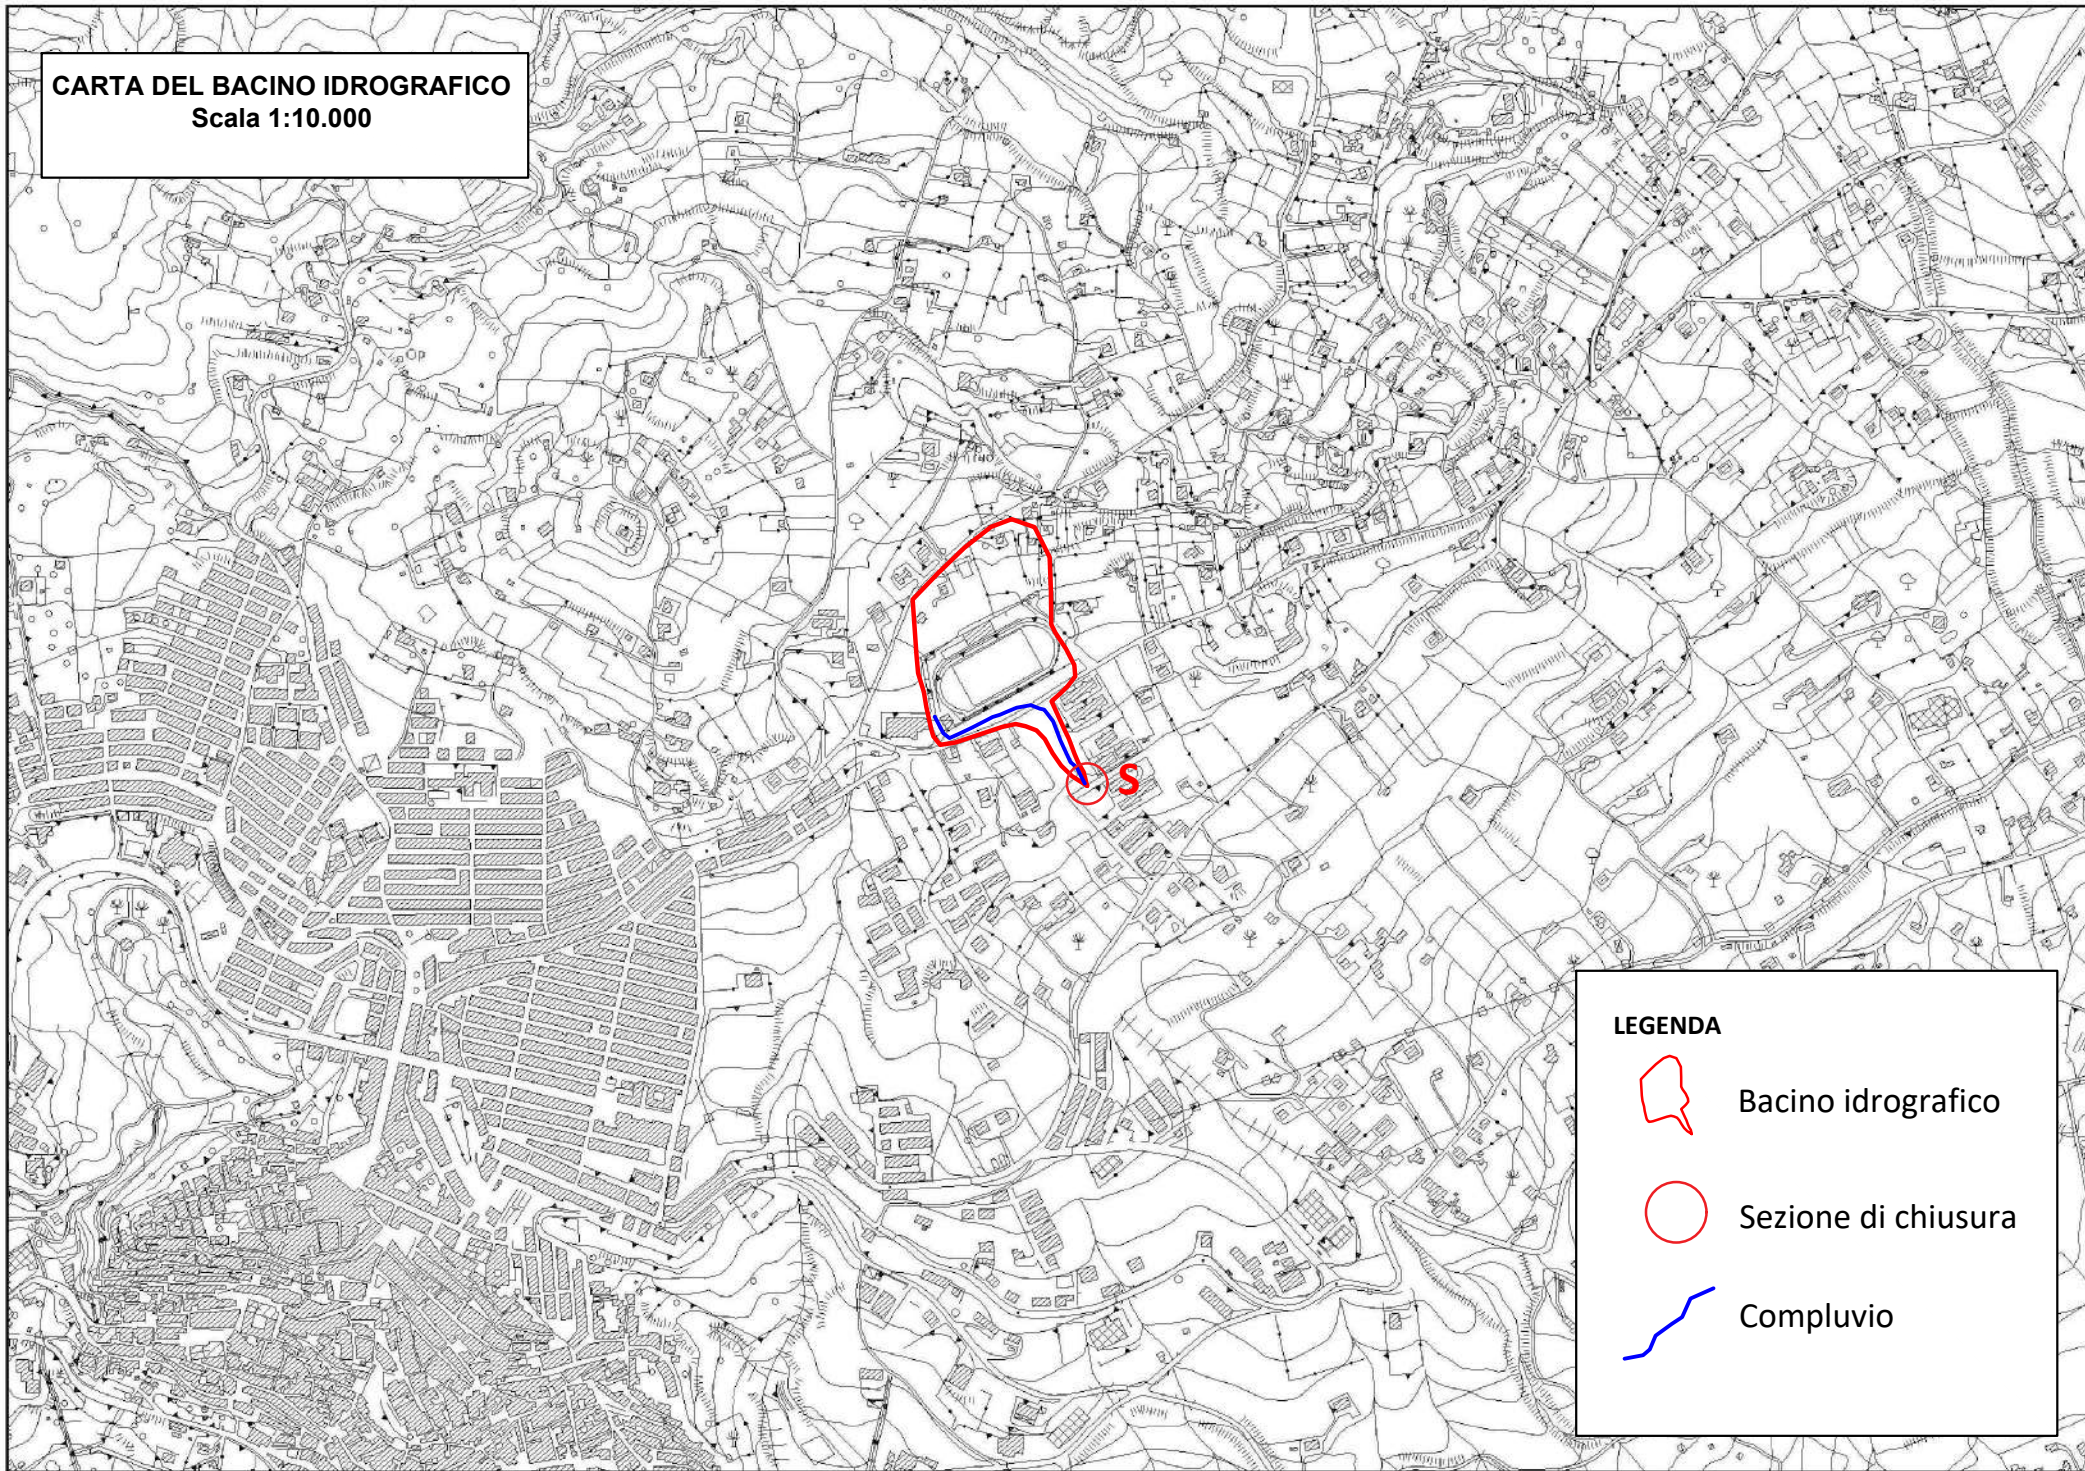 CARTA DEL BACINO IDROGRAFICO
Scala 1:10.000
S
LEGENDA
Bacino idrografico
Sezione di chiusura
Compluvio